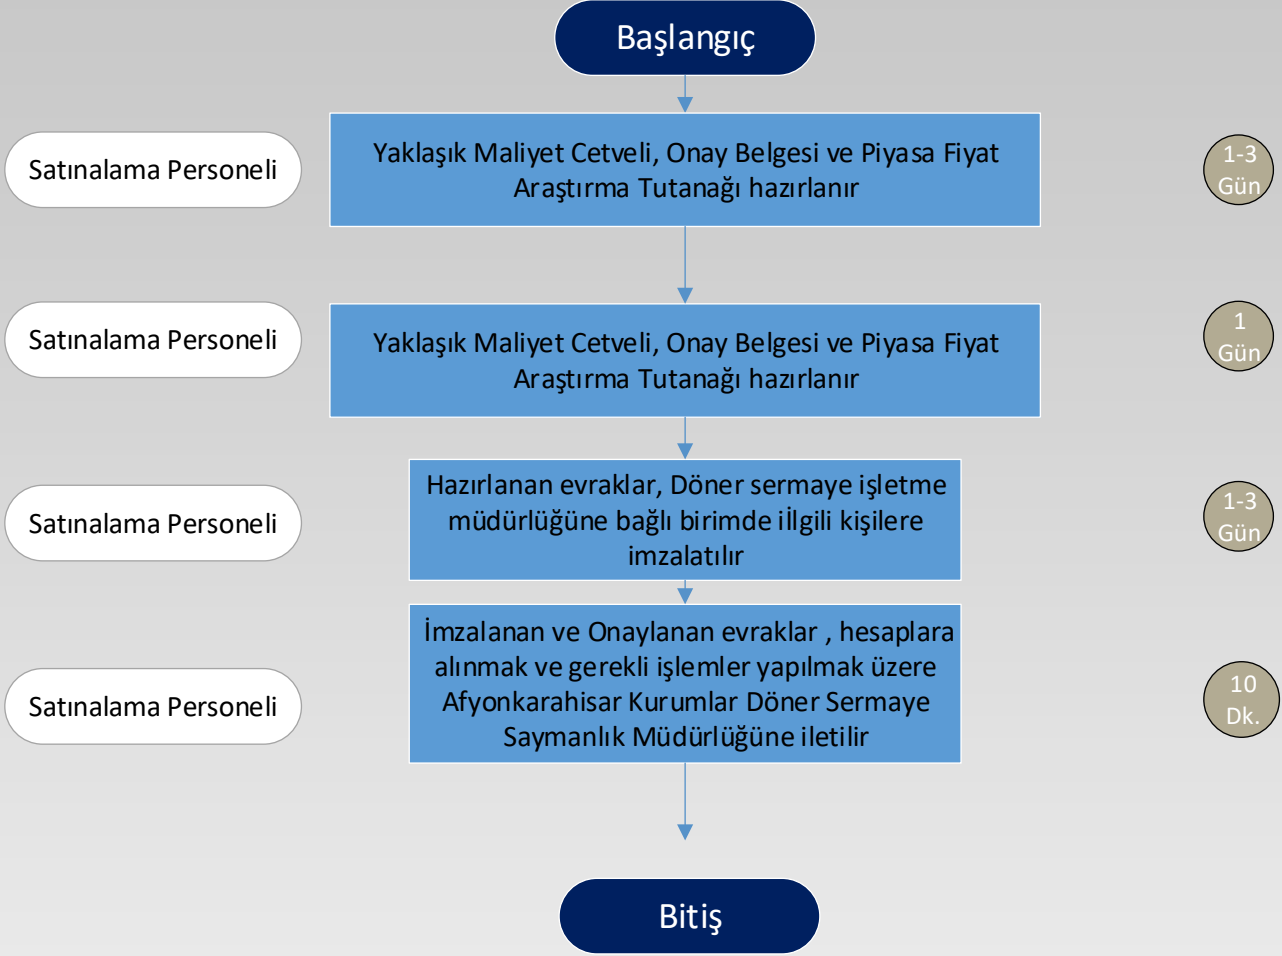 Başlangıç
Satınalama Personeli
Yaklaşık Maliyet Cetveli, Onay Belgesi ve Piyasa Fiyat
Araştırma Tutanağı hazırlanır
1-3
Gün
Satınalama Personeli
Yaklaşık Maliyet Cetveli, Onay Belgesi ve Piyasa Fiyat
Araştırma Tutanağı hazırlanır
1
Gün
Satınalama Personeli
Hazırlanan evraklar, Döner sermaye işletme
müdürlüğüne bağlı birimde iİlgili kişilere
imzalatılır
1-3
Gün
Satınalama Personeli
İmzalanan ve Onaylanan evraklar , hesaplara
alınmak ve gerekli işlemler yapılmak üzere
Afyonkarahisar Kurumlar Döner Sermaye
Saymanlık Müdürlüğüne iletilir
10
Dk.
Bitiş